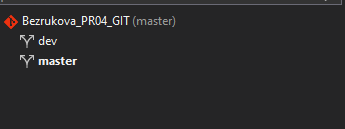 Bezrukova_PR04_GIT (master)
dev
master